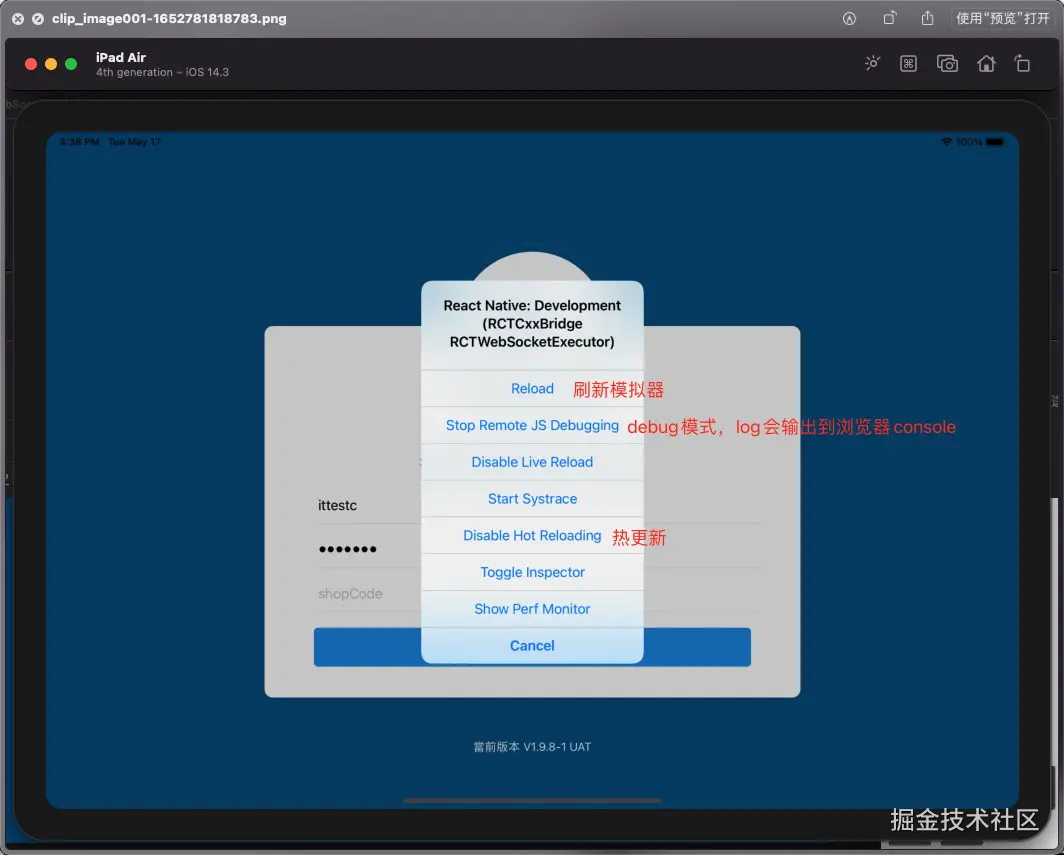 clip_image001-1652781818783.png
使用“预览”打开
iPad Air
4th generation – iOS 14.3
4:38 PM Tue May 17
100%
React Native: Development
(RCTCxxBridge
RCTWebSocketExecutor)
Reload 刷新模拟器
Stop Remote JS Debugging debug模式，log会输出到浏览器console
Disable Live Reload
Start Systrace
ittestc
Disable Hot Reloading 热更新
Toggle Inspector
shopCode
Show Perf Monitor
Cancel
當前版本 V1.9.8-1 UAT
掘金技术社区